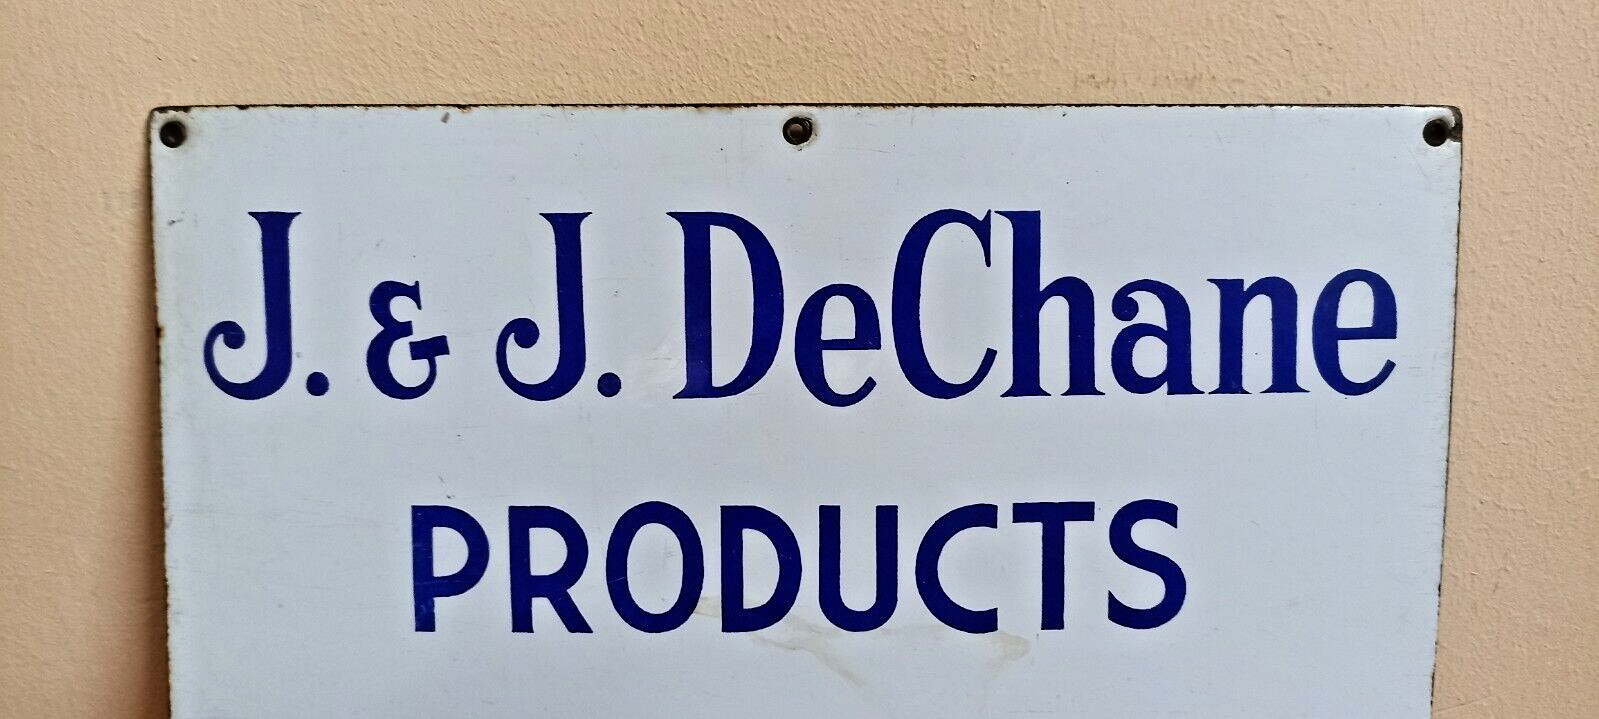 J. & J. DeChane
PRODUCTS